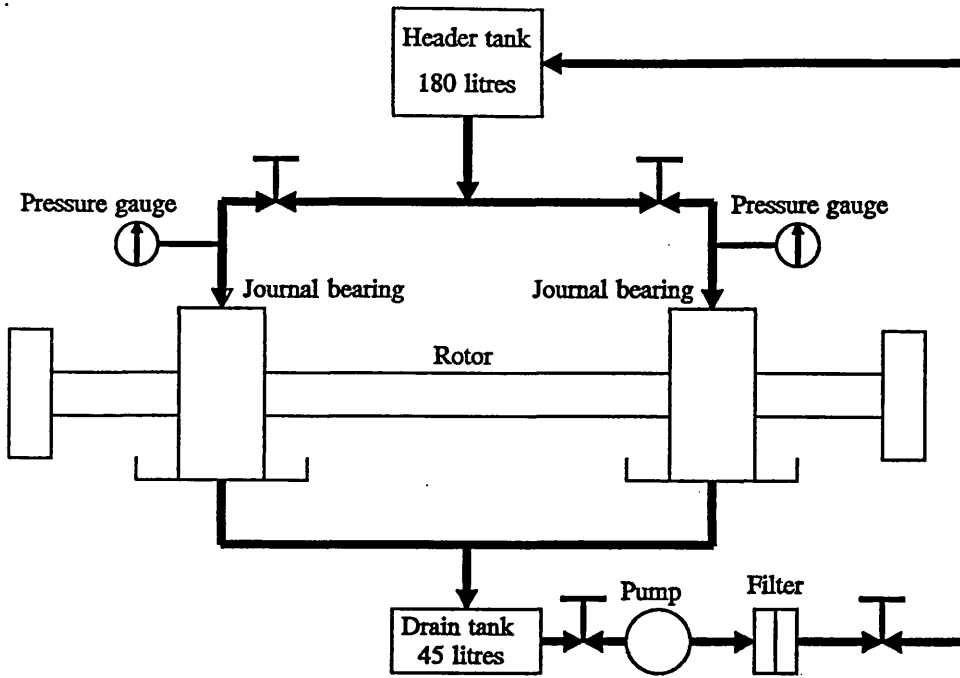 Header tank
180 litres
Pressure gauge
Pressure gauge
Journal bearing
Journal bearing
Rotor
Pump
Filter
Drain tank
45 litres